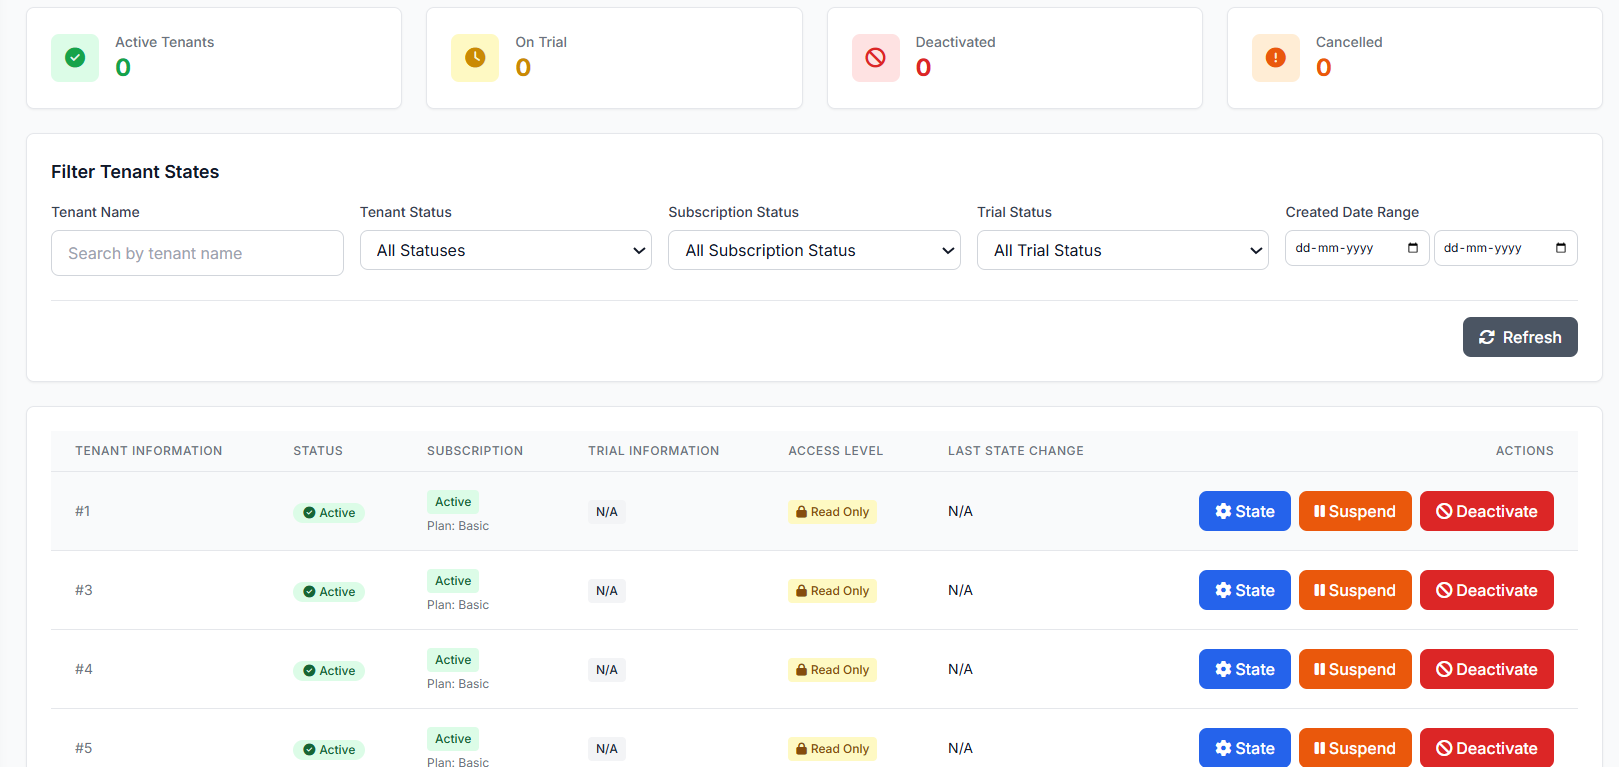 Active Tenants
0
On Trial
0
Deactivated
0
Cancelled
0
Filter Tenant States
Tenant Name
Tenant Status
Subscription Status
Trial Status
Created Date Range
Search by tenant name
All Statuses
All Subscription Status
All Trial Status
dd-mm-yyyy
dd-mm-yyyy
Refresh
TENANT INFORMATION STATUS SUBSCRIPTION TRIAL INFORMATION ACCESS LEVEL LAST STATE CHANGE ACTIONS
#1 Active Active N/A Read Only N/A State Suspend Deactivate
Plan: Basic
#3 Active Active N/A Read Only N/A State Suspend Deactivate
Plan: Basic
#4 Active Active N/A Read Only N/A State Suspend Deactivate
Plan: Basic
#5 Active Active N/A Read Only N/A State Suspend Deactivate
Plan: Basic